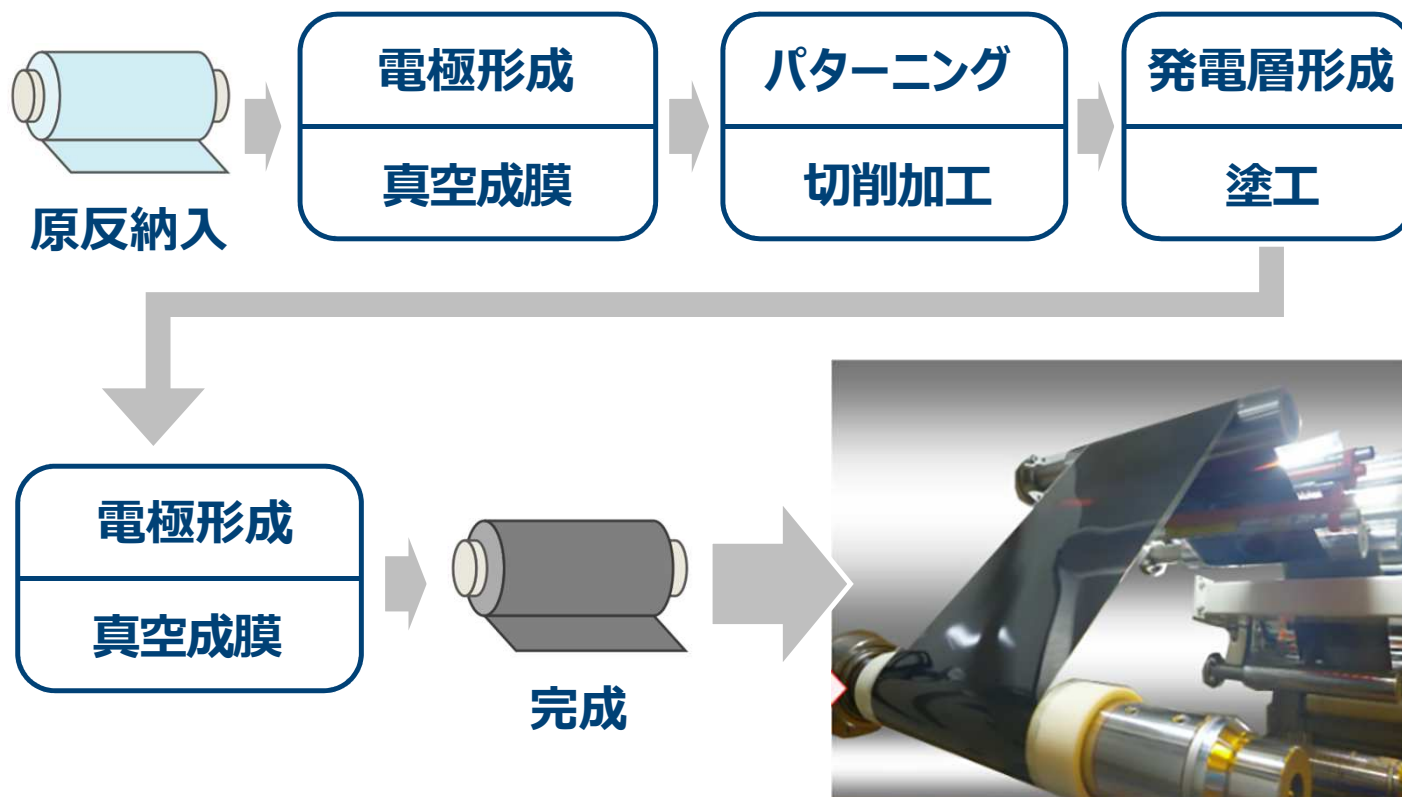 原反納入
電極形成
真空成膜
パターニング
切削加工
発電層形成
塗工
電極形成
真空成膜
完成